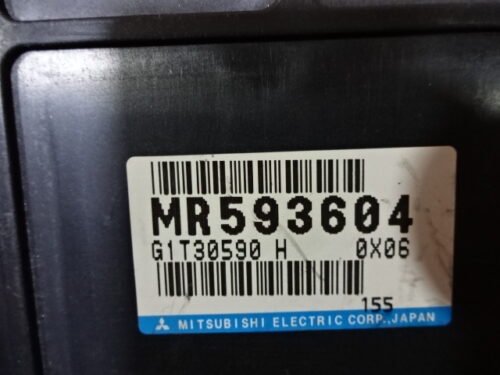 MR593604
G1T30590 H 0X06
155
MITSUBISHI ELECTRIC CORP., JAPAN